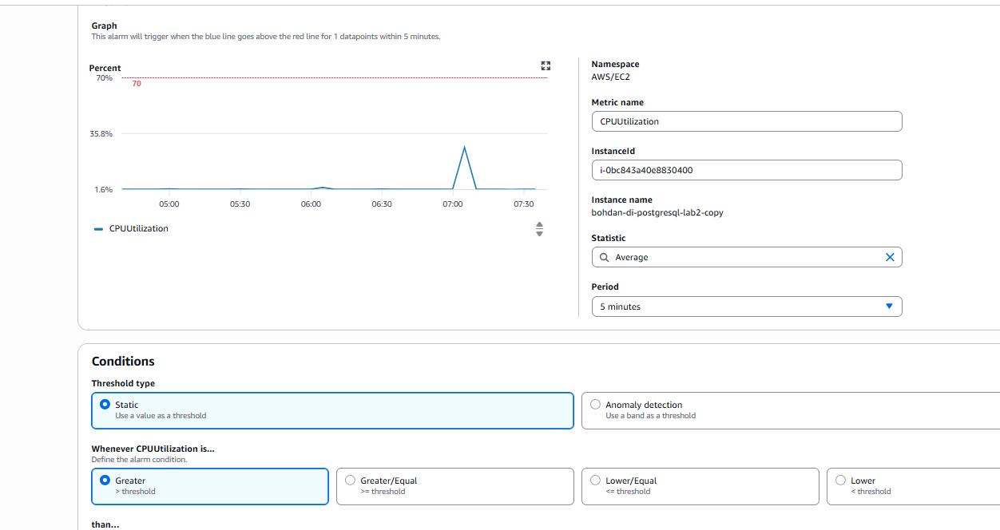 Graph
This alarm will trigger when the blue line goes above the red line for 1 datapoints within 5 minutes.
Percent
70%
70
35.8%
1.6%
05:00 05:30 06:00 06:30 07:00 07:30
CPUUtilization
Namespace
AWS/EC2
Metric name
CPUUtilization
InstanceId
i-0bc843a40e8830400
Instance name
bohdan-di-postgresql-lab2-copy
Statistic
Average
Period
5 minutes
Conditions
Threshold type
Static
Use a value as a threshold
Anomaly detection
Use a band as a threshold
Whenever CPUUtilization is...
Define the alarm condition.
Greater
> threshold
Greater/Equal
>= threshold
Lower/Equal
<= threshold
Lower
< threshold
than...